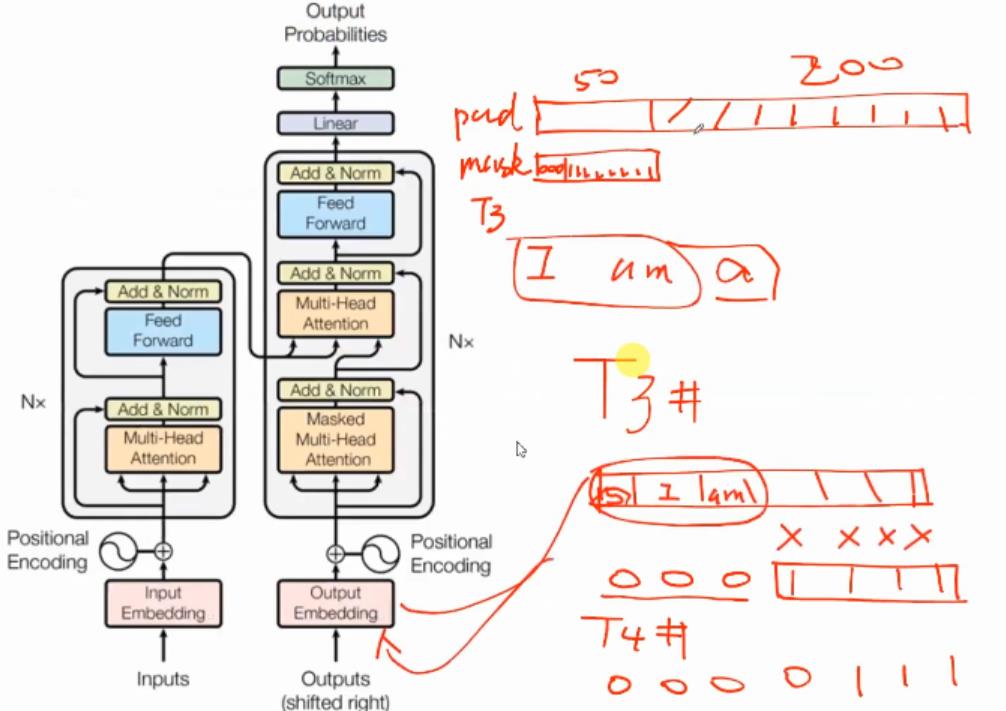 Output
Probabilities
Softmax
Linear
Add & Norm
Feed
Forward
Add & Norm
Multi-Head
Attention
Nx
Add & Norm
Masked
Multi-Head
Attention
Positional
Encoding
Output
Embedding
Outputs
(shifted right)
Add & Norm
Feed
Forward
Nx
Add & Norm
Multi-Head
Attention
Positional
Encoding
Input
Embedding
Inputs
50 200
pad
mask 000
T3
I am a
T3#
S I am
X X X X
0 0 0
T4#
0 0 0 0 1 1 1